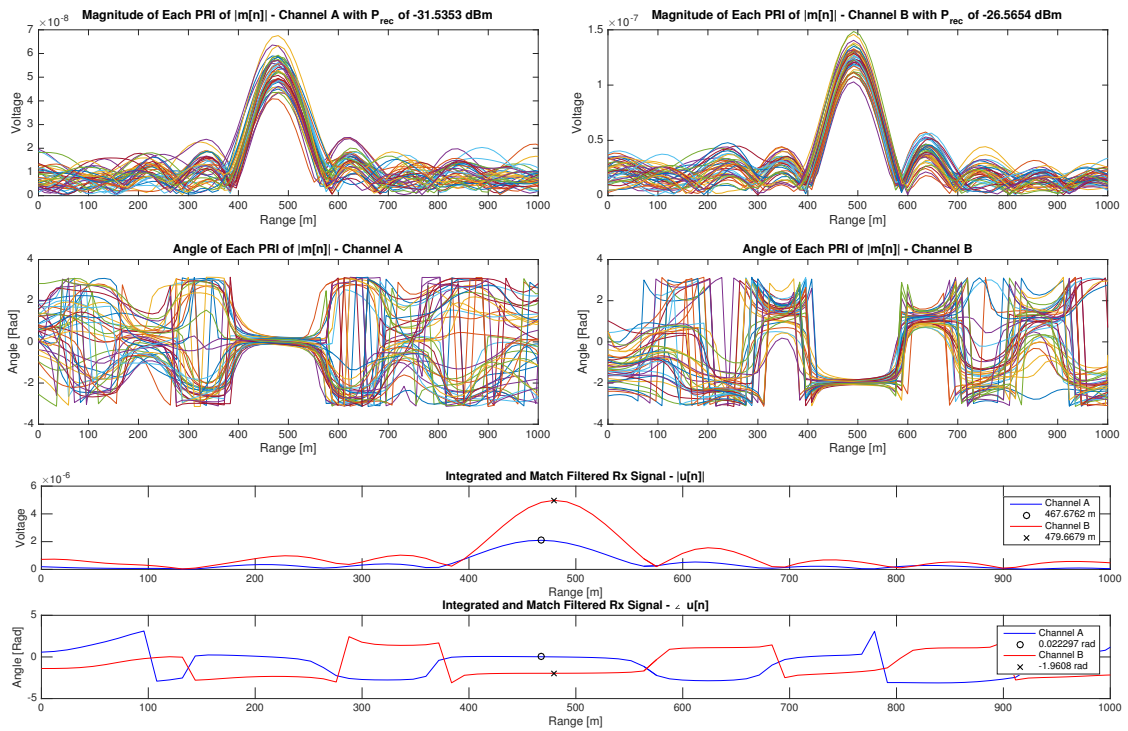 Magnitude of Each PRI of |m[n]| - Channel A with P_rec of -31.5353 dBm
×10^-8
7
6
5
4
3
2
1
0
Voltage
0 100 200 300 400 500 600 700 800 900 1000
Range [m]
Magnitude of Each PRI of |m[n]| - Channel B with P_rec of -26.5654 dBm
×10^-7
1.5
1
0.5
0
Voltage
0 100 200 300 400 500 600 700 800 900 1000
Range [m]
Angle of Each PRI of |m[n]| - Channel A
4
2
0
-2
-4
Angle [Rad]
0 100 200 300 400 500 600 700 800 900 1000
Range [m]
Angle of Each PRI of |m[n]| - Channel B
4
2
0
-2
-4
Angle [Rad]
0 100 200 300 400 500 600 700 800 900 1000
Range [m]
Integrated and Match Filtered Rx Signal - |u[n]|
×10^-6
6
4
2
0
Voltage
Channel A
467.6762 m
Channel B
479.6679 m
0 100 200 300 400 500 600 700 800 900 1000
Range [m]
Integrated and Match Filtered Rx Signal - ∠ u[n]
5
0
-5
Angle [Rad]
Channel A
0.022297 rad
Channel B
-1.9608 rad
0 100 200 300 400 500 600 700 800 900 1000
Range [m]